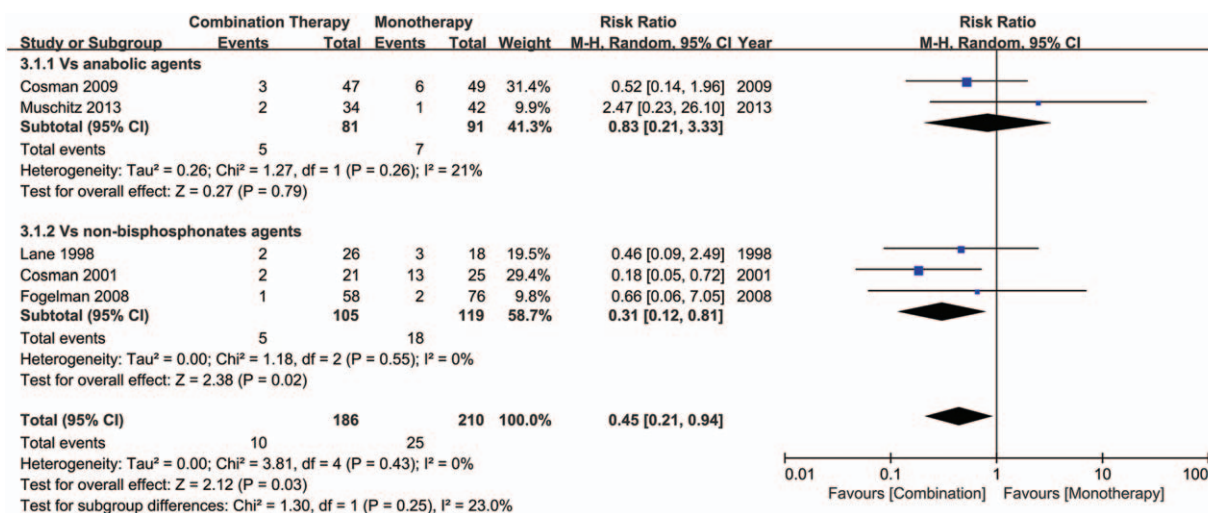 Combination Therapy Monotherapy Risk Ratio Risk Ratio
Study or Subgroup Events Total Events Total Weight M-H, Random, 95% CI Year M-H, Random, 95% CI
3.1.1 Vs anabolic agents
Cosman 2009 3 47 6 49 31.4% 0.52 [0.14, 1.96] 2009
Muschitz 2013 2 34 1 42 9.9% 2.47 [0.23, 26.10] 2013
Subtotal (95% CI) 81 91 41.3% 0.83 [0.21, 3.33]
Total events 5 7
Heterogeneity: Tau² = 0.26; Chi² = 1.27, df = 1 (P = 0.26); I² = 21%
Test for overall effect: Z = 0.27 (P = 0.79)
3.1.2 Vs non-bisphosphonates agents
Lane 1998 2 26 3 18 19.5% 0.46 [0.09, 2.49] 1998
Cosman 2001 2 21 13 25 29.4% 0.18 [0.05, 0.72] 2001
Fogelman 2008 1 58 2 76 9.8% 0.66 [0.06, 7.05] 2008
Subtotal (95% CI) 105 119 58.7% 0.31 [0.12, 0.81]
Total events 5 18
Heterogeneity: Tau² = 0.00; Chi² = 1.18, df = 2 (P = 0.55); I² = 0%
Test for overall effect: Z = 2.38 (P = 0.02)
Total (95% CI) 186 210 100.0% 0.45 [0.21, 0.94]
Total events 10 25
Heterogeneity: Tau² = 0.00; Chi² = 3.81, df = 4 (P = 0.43); I² = 0%
Test for overall effect: Z = 2.12 (P = 0.03)
Test for subgroup differences: Chi² = 1.30, df = 1 (P = 0.25), I² = 23.0%
0.01 0.1 1 10 100
Favours [Combination] Favours [Monotherapy]